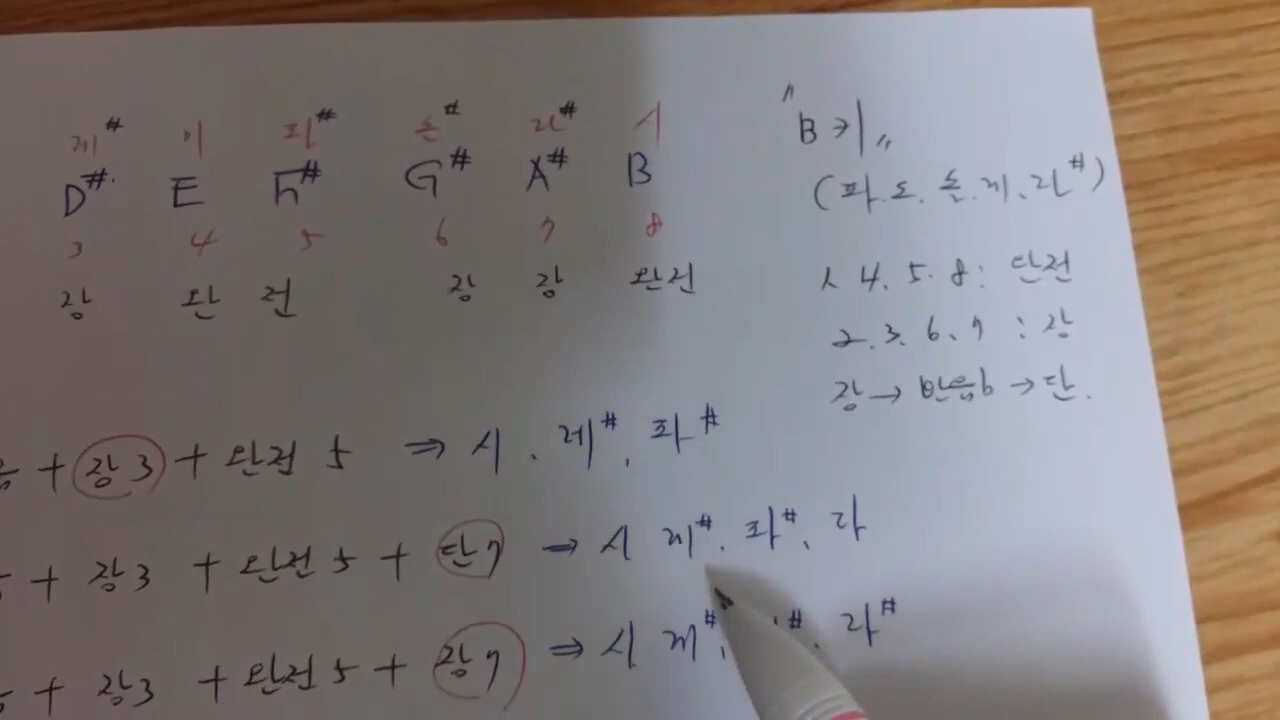 레# 미 파# 솔# 라# 시
D# E F# G# A# B
3 4 5 6 7 8
장 완 전 장 장 완전
"B key"
(파. 도. 솔. 레. 라#)
1 4. 5. 8: 완전
2. 3. 6. 7 : 장
장 → 반음b → 단.
음 + 장3 + 완전 5 ⇒ 시. 레#. 파#
+ 장3 + 완전 5 + 단7 ⇒ 시 레#. 파#. 라
+ 장3 + 완전 5 + 장7 ⇒ 시 레#. #. 라#